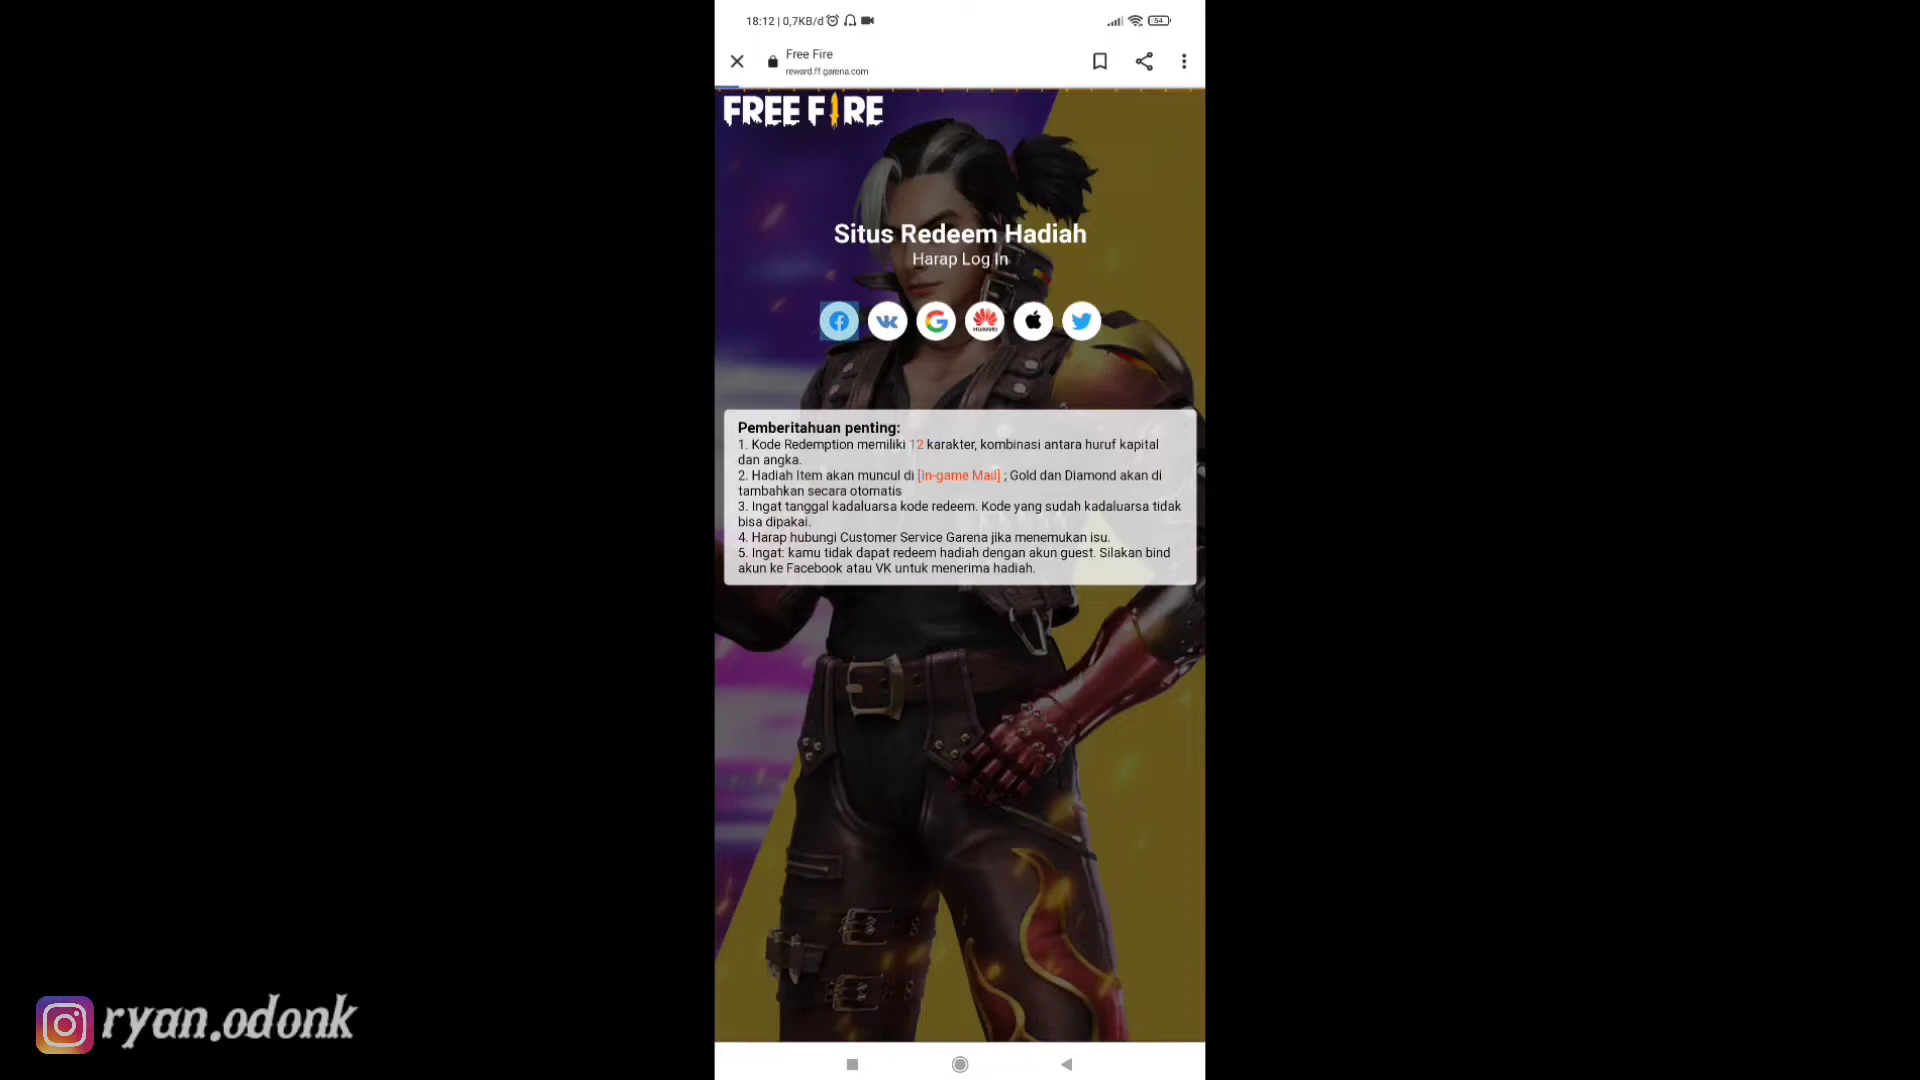 18:12 | 0,7KB/d
54
Free Fire
reward.ff.garena.com
FREE FIRE
Situs Redeem Hadiah
Harap Log In
HUAWEI
Pemberitahuan penting:
1. Kode Redemption memiliki 12 karakter, kombinasi antara huruf kapital
dan angka.
2. Hadiah Item akan muncul di [In-game Mail] ; Gold dan Diamond akan di
tambahkan secara otomatis
3. Ingat tanggal kadaluarsa kode redeem. Kode yang sudah kadaluarsa tidak
bisa dipakai.
4. Harap hubungi Customer Service Garena jika menemukan isu.
5. Ingat: kamu tidak dapat redeem hadiah dengan akun guest. Silakan bind
akun ke Facebook atau VK untuk menerima hadiah.
ryan.odonk